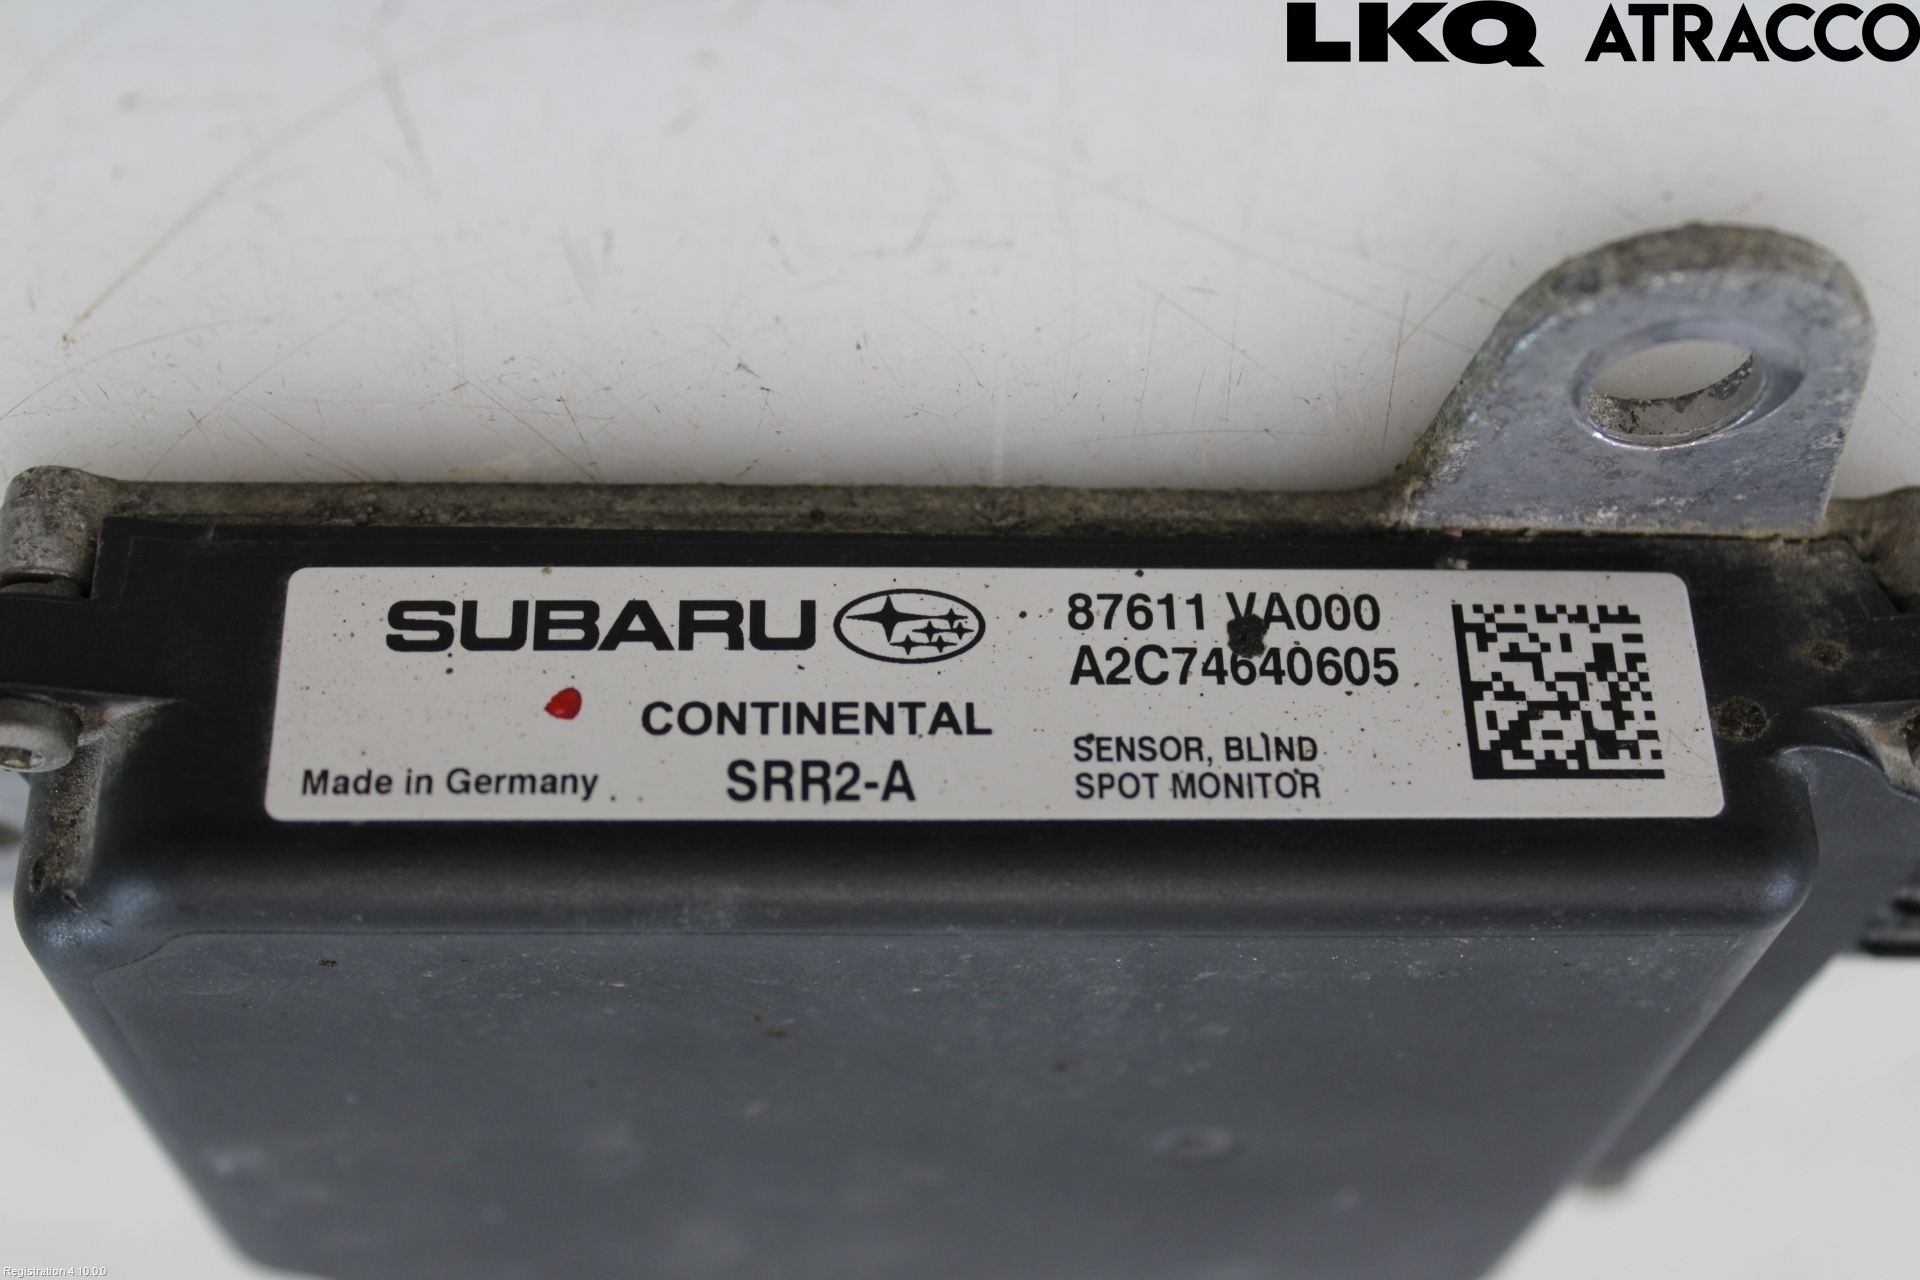 LKQ ATRACCO
SUBARU
87611 VA000
A2C74640605
CONTINENTAL
SENSOR, BLIND
SPOT MONITOR
Made in Germany
SRR2-A
Registration 4.10.0.0